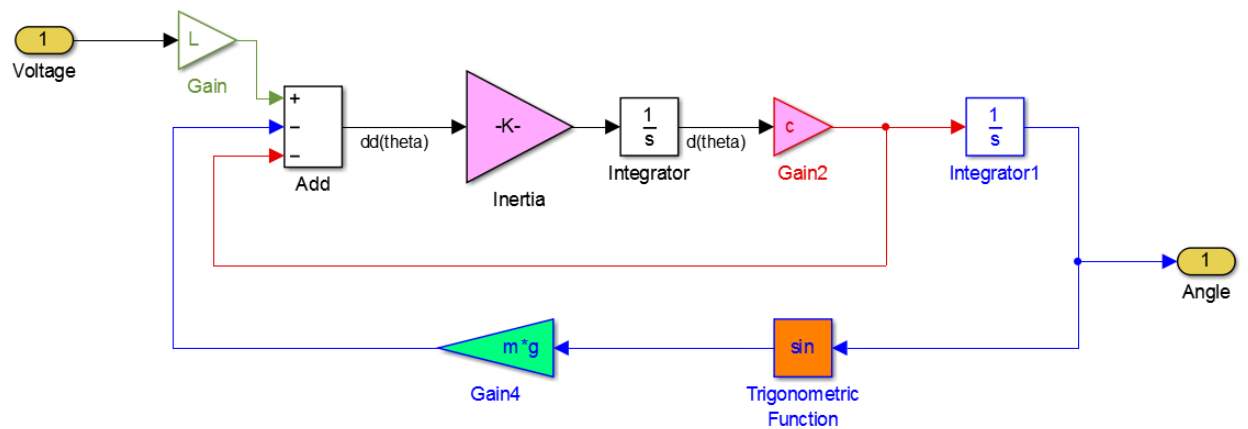 1
Voltage
L
Gain
+
−
−
Add
dd(theta)
-K-
Inertia
1
s
Integrator
d(theta)
c
Gain2
1
s
Integrator1
1
Angle
m*g
Gain4
sin
Trigonometric
Function